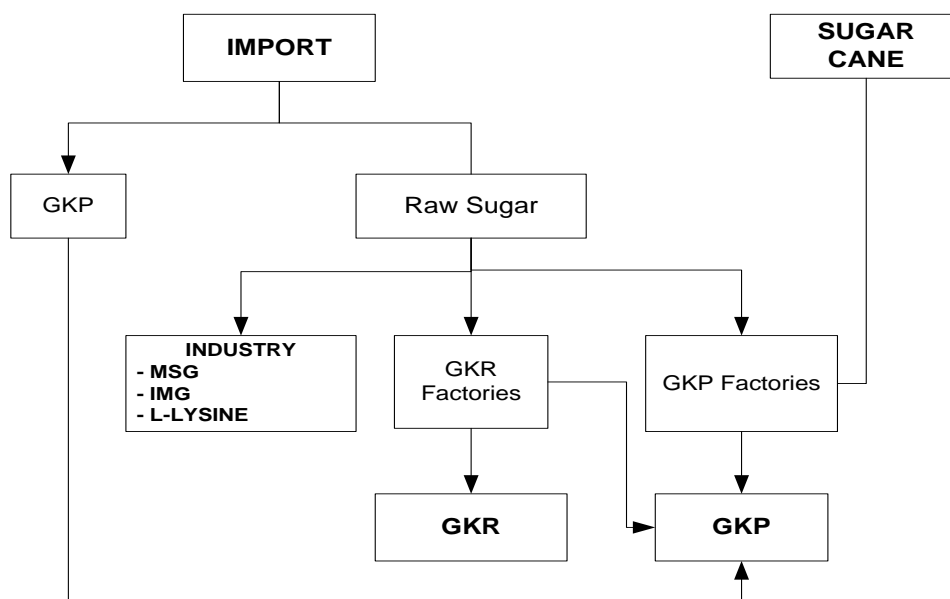 IMPORT
SUGAR
CANE
GKP
Raw Sugar
INDUSTRY
- MSG
- IMG
- L-LYSINE
GKR
Factories
GKP Factories
GKR
GKP